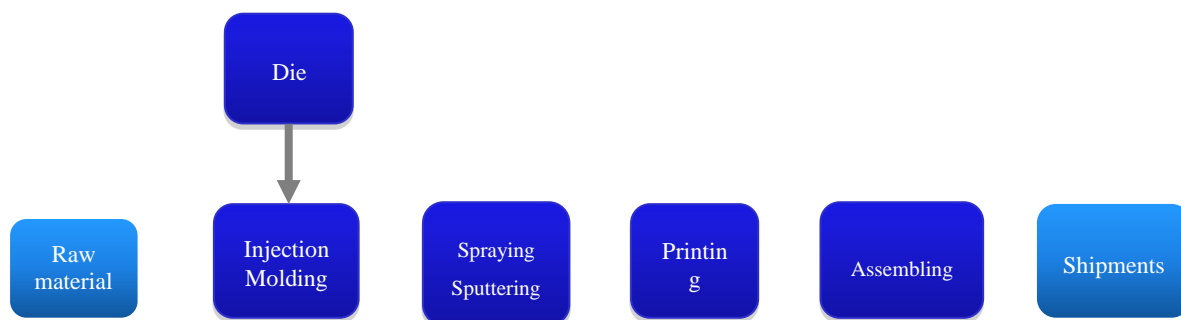 Die
Raw
material
Injection
Molding
Spraying
Sputtering
Printin
g
Assembling
Shipments